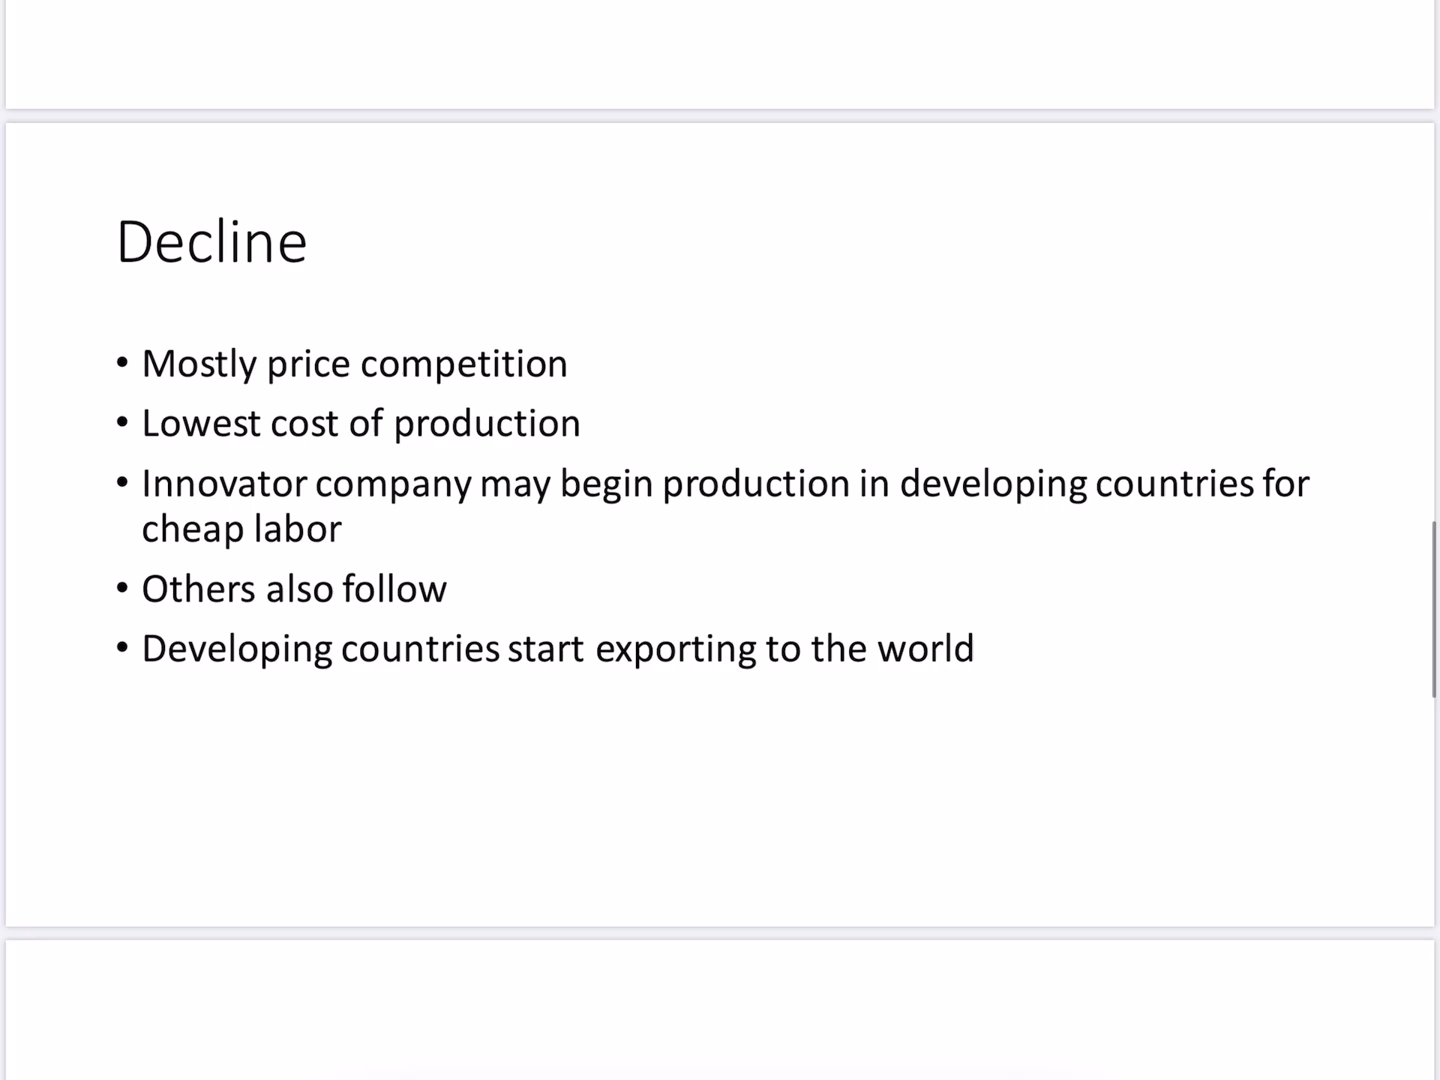 Decline
• Mostly price competition
• Lowest cost of production
• Innovator company may begin production in developing countries for
cheap labor
• Others also follow
• Developing countries start exporting to the world